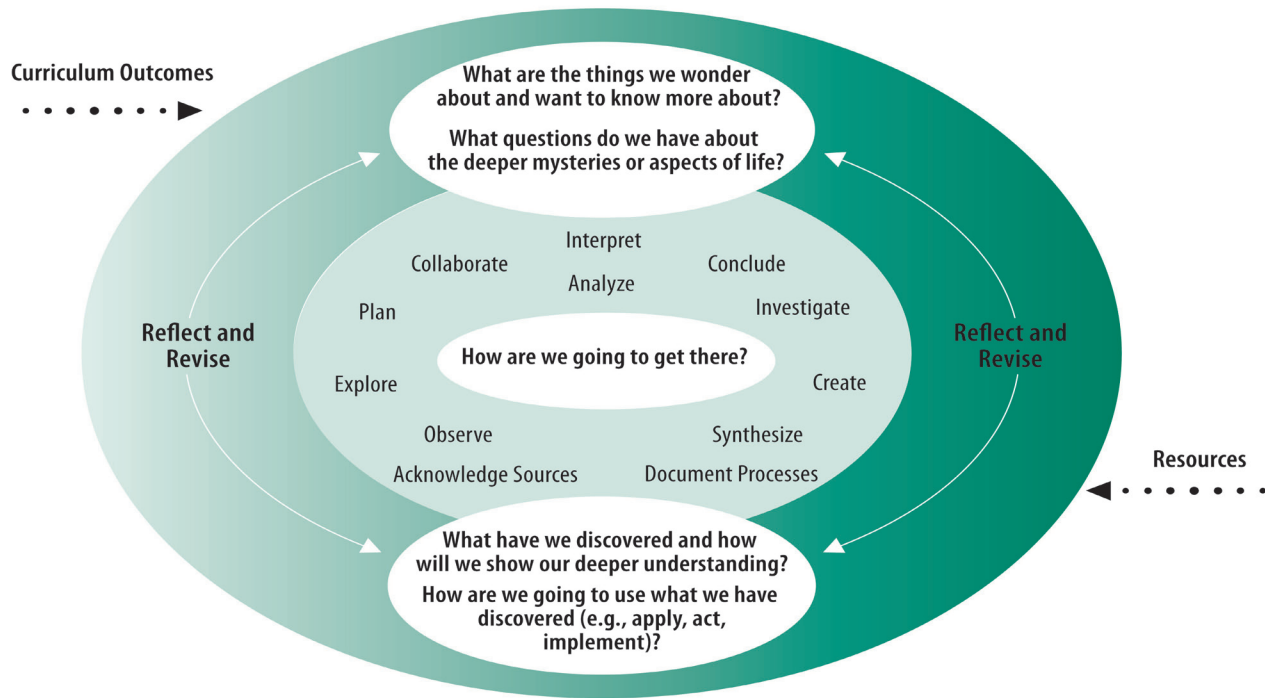 Curriculum Outcomes
What are the things we wonder
about and want to know more about?
What questions do we have about
the deeper mysteries or aspects of life?
Interpret
Collaborate
Conclude
Analyze
Plan
Investigate
Reflect and
Revise
How are we going to get there?
Reflect and
Revise
Explore
Create
Observe
Synthesize
Acknowledge Sources
Document Processes
Resources
What have we discovered and how
will we show our deeper understanding?
How are we going to use what we have
discovered (e.g., apply, act,
implement)?